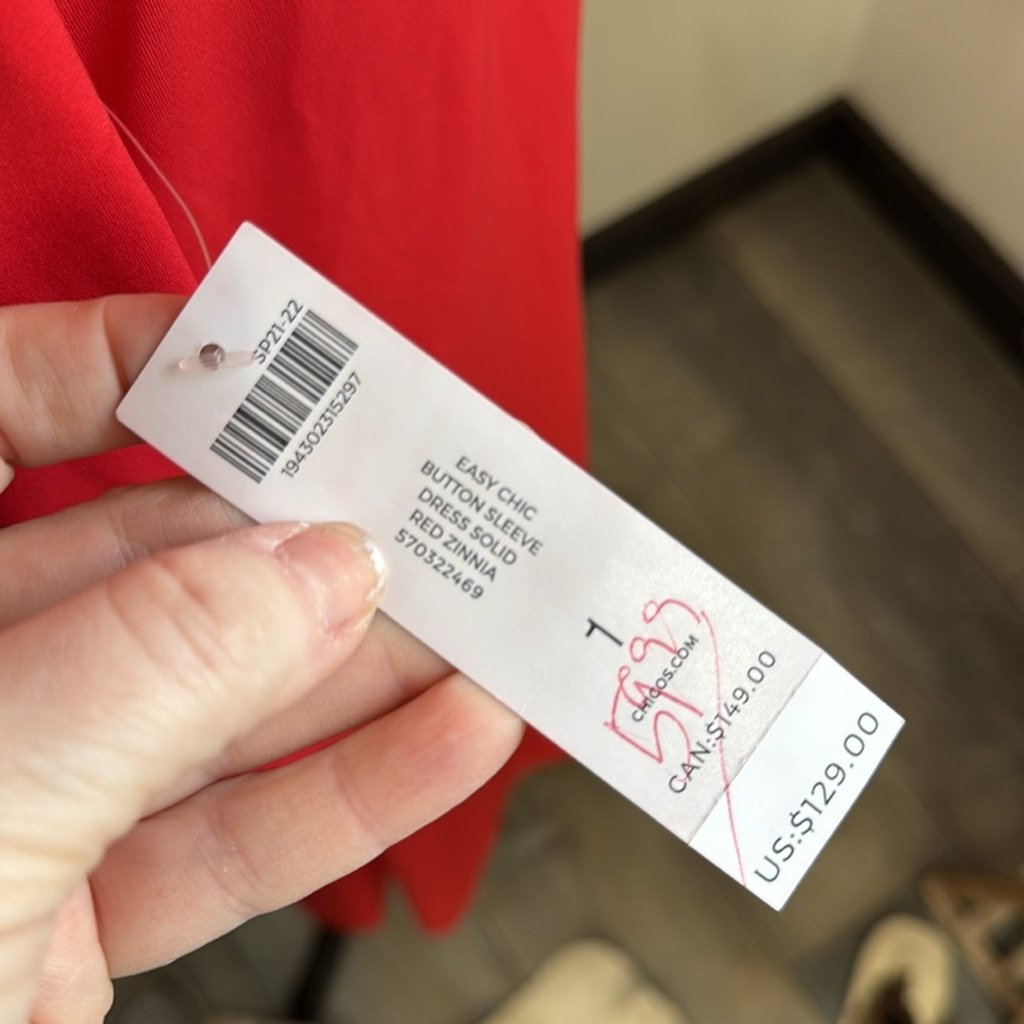 SP21-22
194302315297
EASY CHIC
BUTTON SLEEVE
DRESS SOLID
RED ZINNIA
570322469
1
5999
CHICOS.COM
CAN:$149.00
US:$129.00